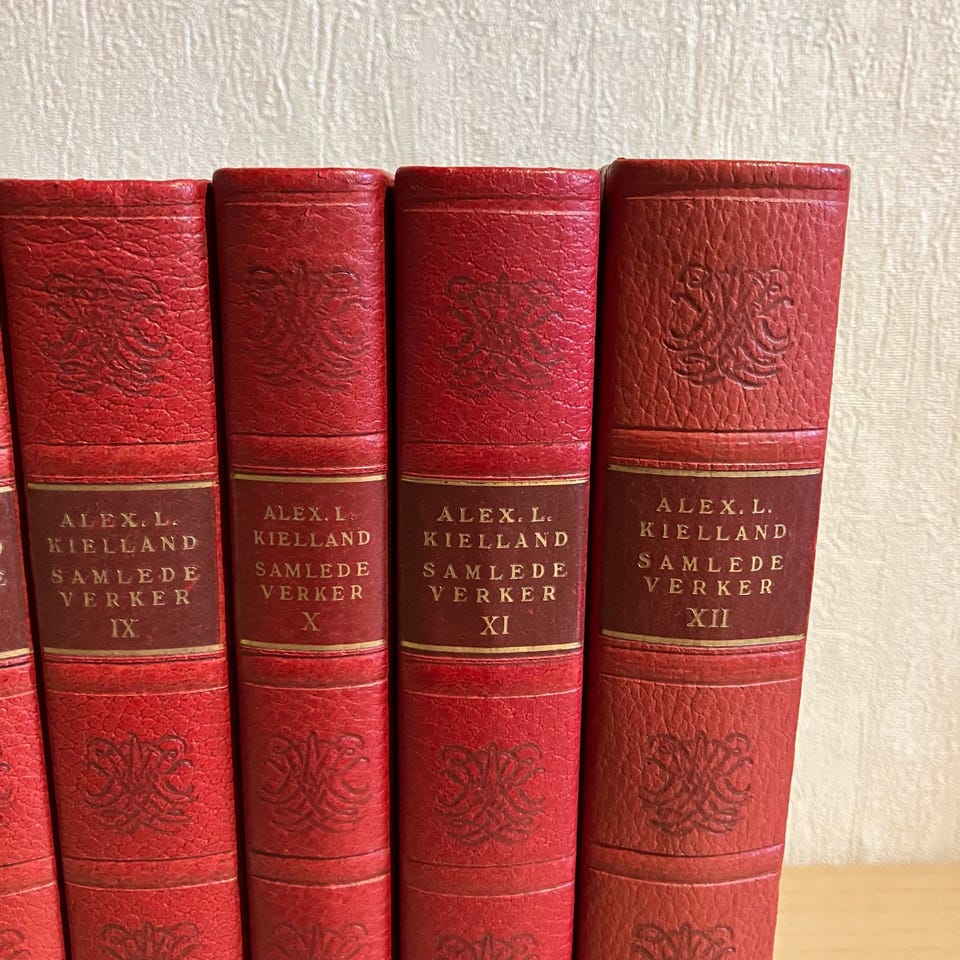 ALEX. L.
KIELLAND
SAMLEDE
VERKER
IX
ALEX. L.
KIELLAND
SAMLEDE
VERKER
X
ALEX. L.
KIELLAND
SAMLEDE
VERKER
XI
ALEX. L.
KIELLAND
SAMLEDE
VERKER
XII